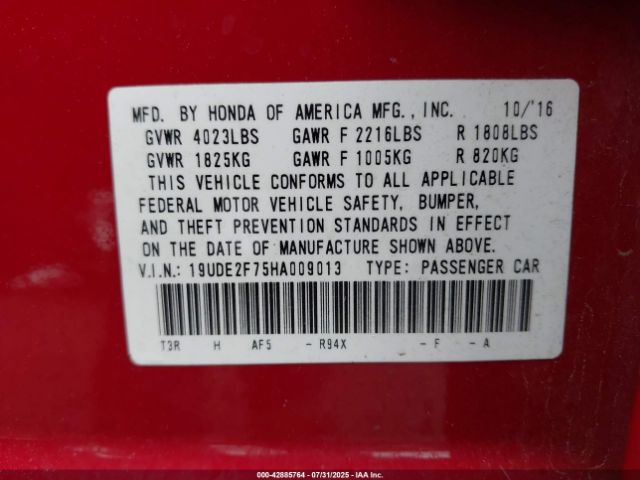 MFD. BY HONDA OF AMERICA MFG., INC. 10/'16
GVWR 4023LBS GAWR F 2216LBS R 1808LBS
GVWR 1825KG GAWR F 1005KG R 820KG
THIS VEHICLE CONFORMS TO ALL APPLICABLE
FEDERAL MOTOR VEHICLE SAFETY, BUMPER,
AND THEFT PREVENTION STANDARDS IN EFFECT
ON THE DATE OF MANUFACTURE SHOWN ABOVE.
V.I.N.: 19UDE2F75HA009013 TYPE: PASSENGER CAR
T3R H AF5 - R94X - F - A
000-42885764 07/31/2025 IAAI Inc.